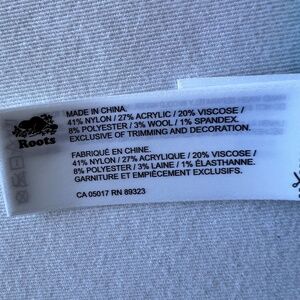 Roots
MADE IN CHINA.
41% NYLON / 27% ACRYLIC / 20% VISCOSE /
8% POLYESTER / 3% WOOL / 1% SPANDEX.
EXCLUSIVE OF TRIMMING AND DECORATION.
FABRIQUÉ EN CHINE.
41% NYLON / 27% ACRYLIQUE / 20% VISCOSE /
8% POLYESTER / 3% LAINE / 1% ÉLASTHANNE.
GARNITURE ET EMPIÈCEMENT EXCLUSIFS.
CA 05017 RN 89323